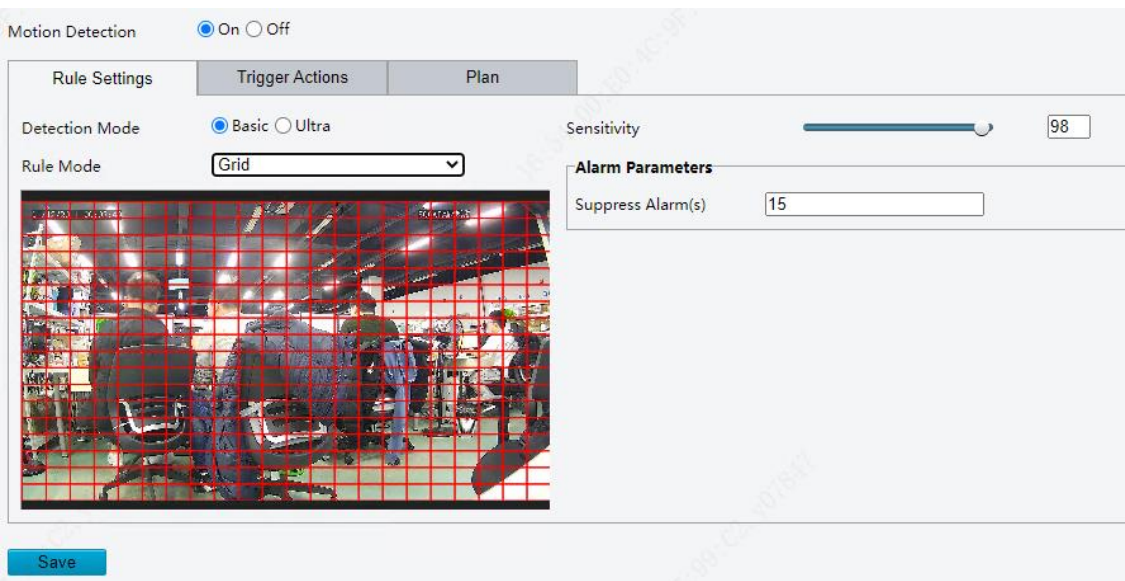 Motion Detection On Off
Rule Settings Trigger Actions Plan
Detection Mode Basic Ultra
Rule Mode Grid
Sensitivity 98
Alarm Parameters
Suppress Alarm(s) 15
Save